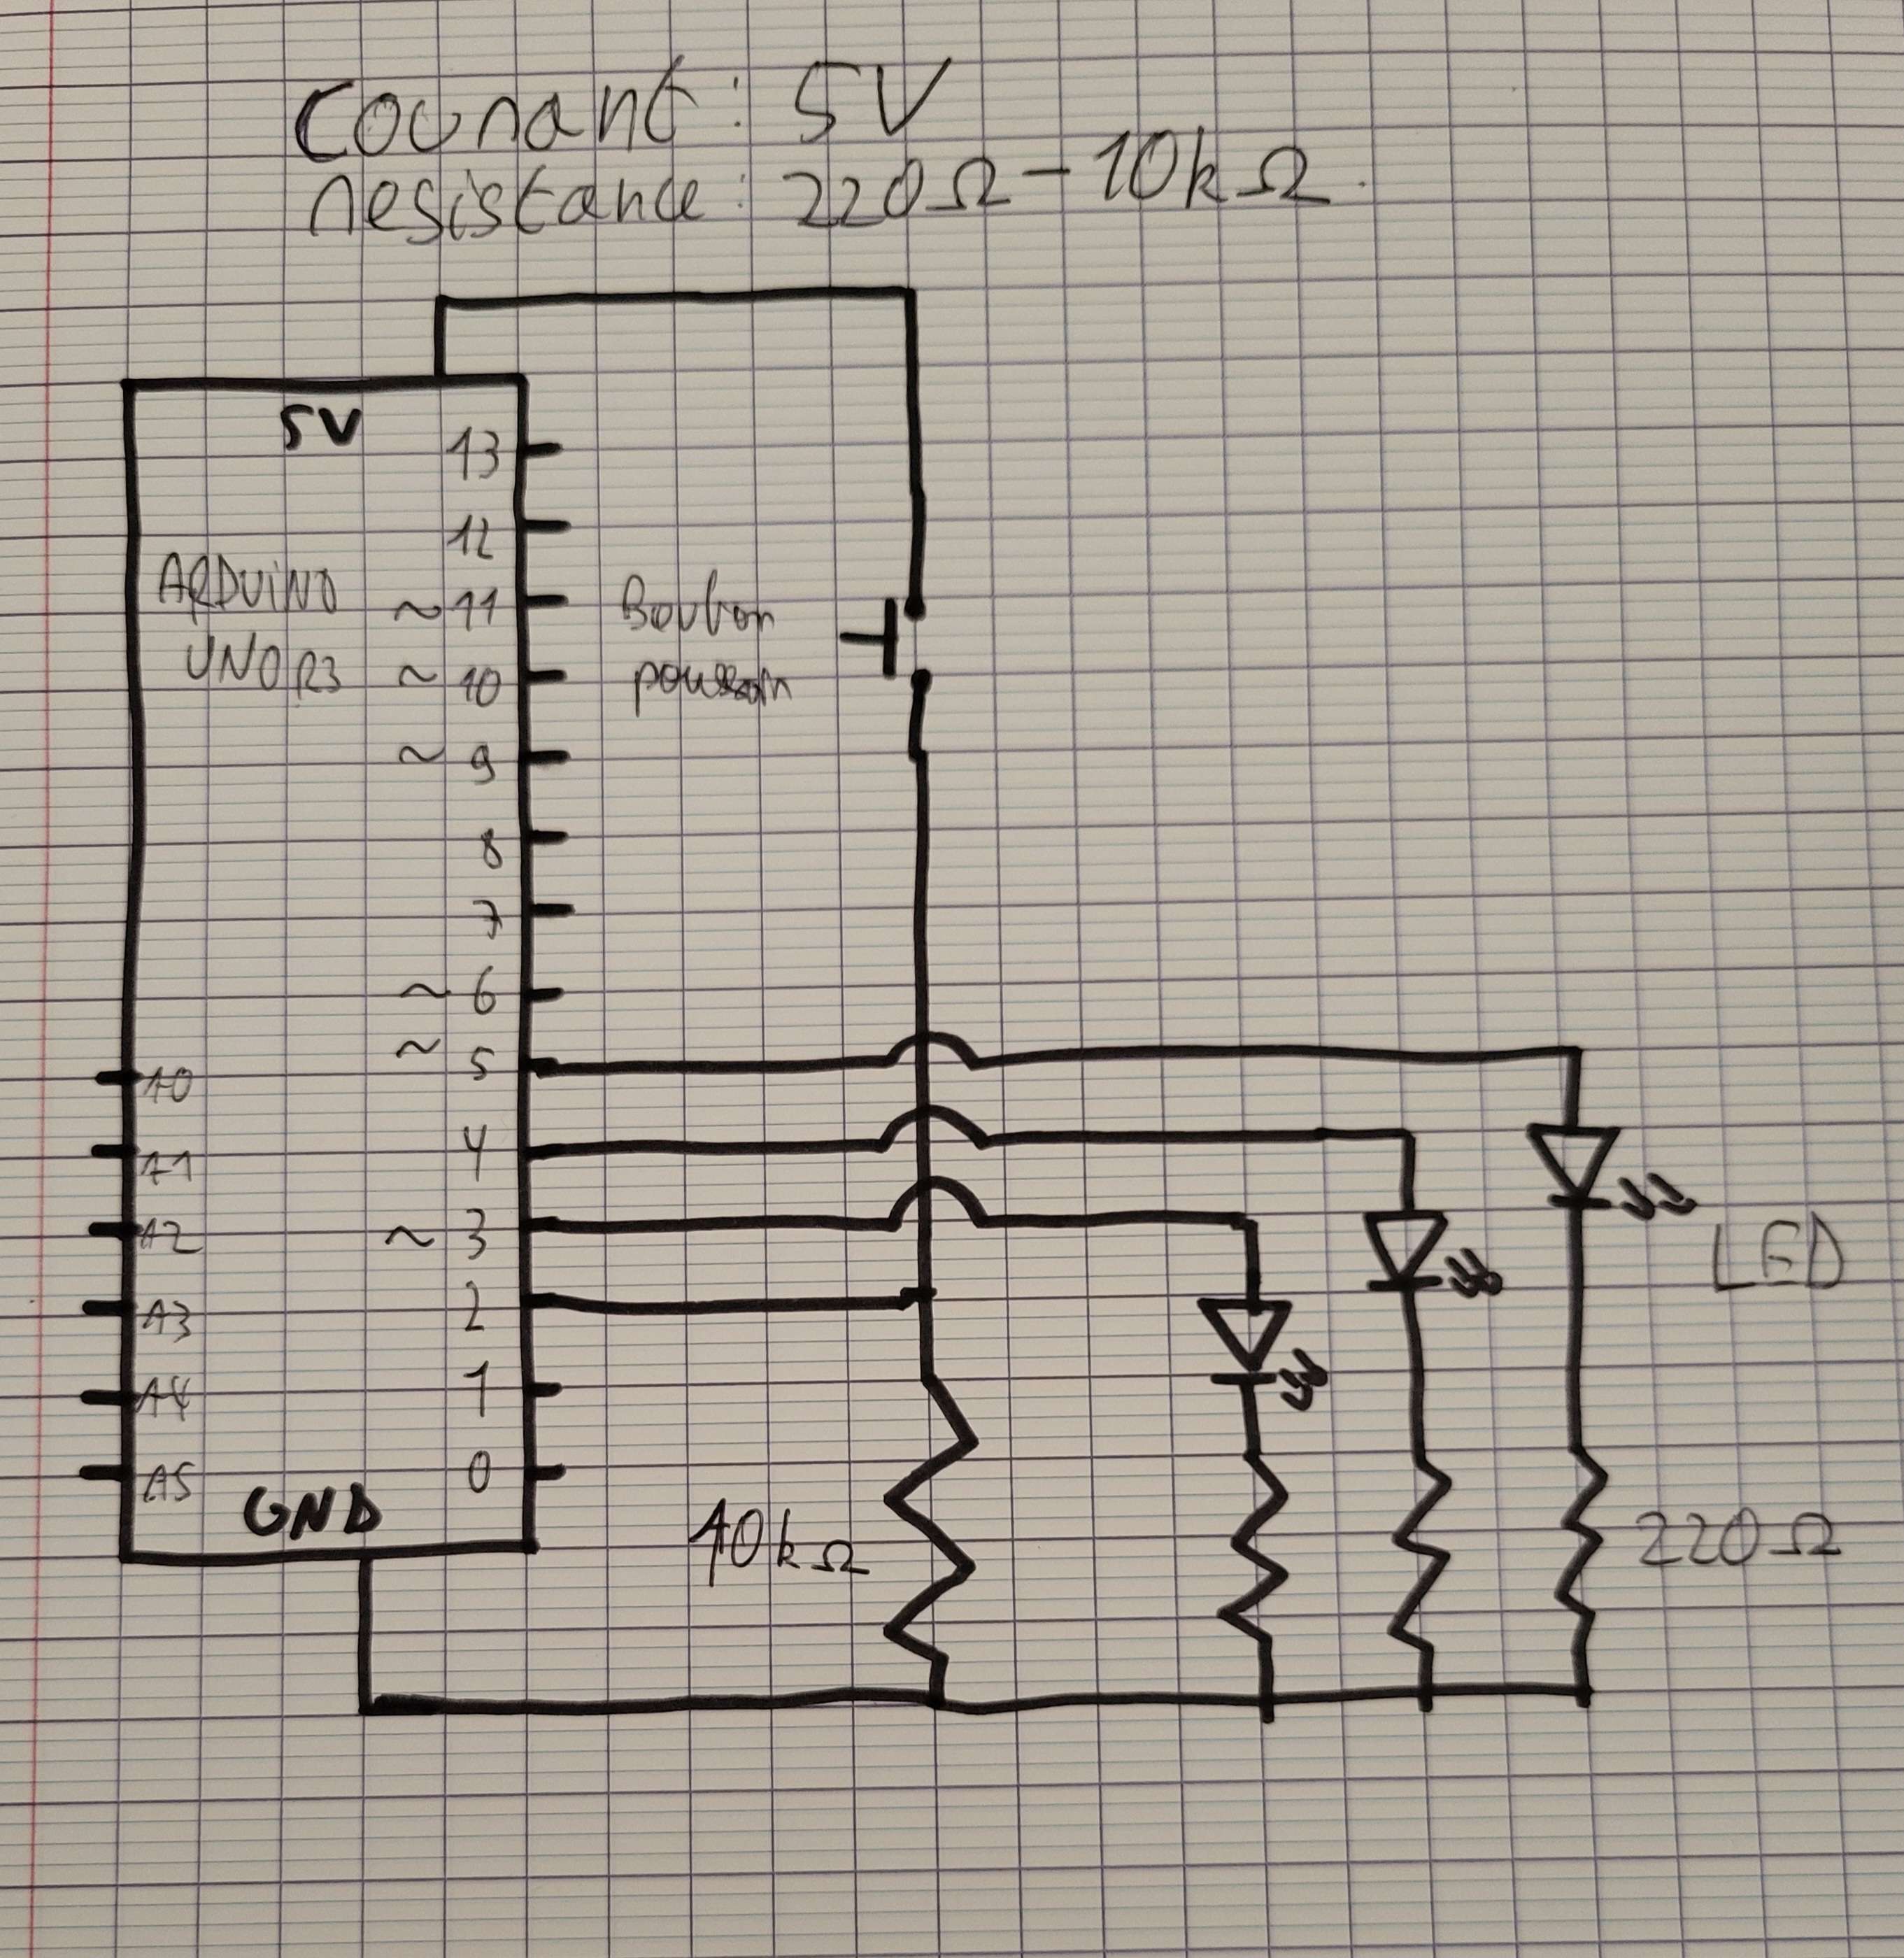 Courant : 5V
resistance : 220Ω - 10kΩ.
5V
13
12
ARDUiNO
UNO R3
~11
Bouton
~10
poussoin
~9
8
7
~6
~5
A0
4
A1
~3
A2
2
A3
1
A4
0
A5
GND
LED
10kΩ
220Ω